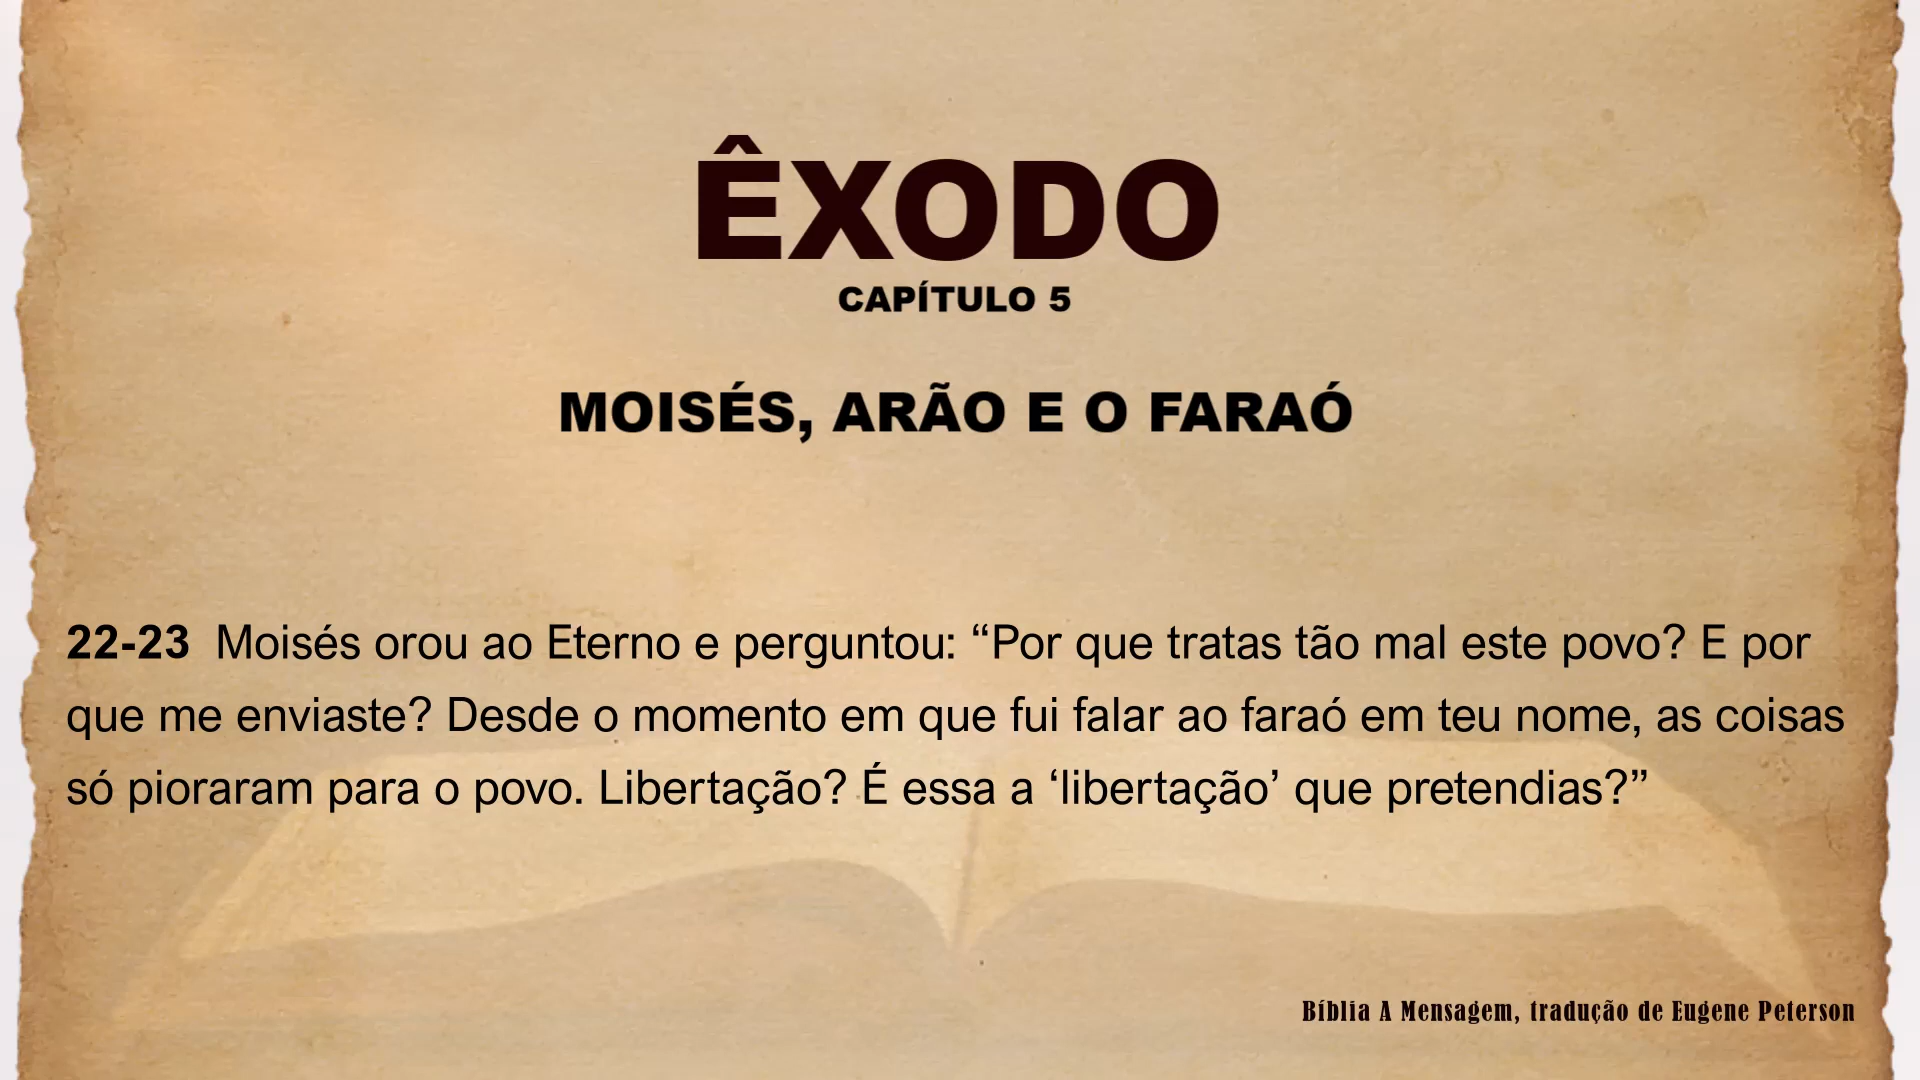 ÊXODO
CAPÍTULO 5
MOISÉS, ARÃO E O FARAÓ
22-23 Moisés orou ao Eterno e perguntou: “Por que tratas tão mal este povo? E por
que me enviaste? Desde o momento em que fui falar ao faraó em teu nome, as coisas
só pioraram para o povo. Libertação? É essa a ‘libertação’ que pretendias?”
Bíblia A Mensagem, tradução de Eugene Peterson